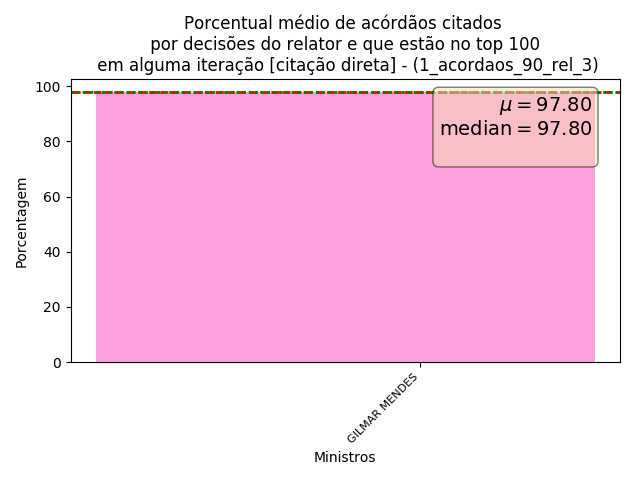 Porcentual médio de acórdãos citados
por decisões do relator e que estão no top 100
em alguma iteração [citação direta] - (1_acordaos_90_rel_3)
100
μ = 97.80
median = 97.80
80
60
40
20
0
Porcentagem
GILMAR MENDES
Ministros